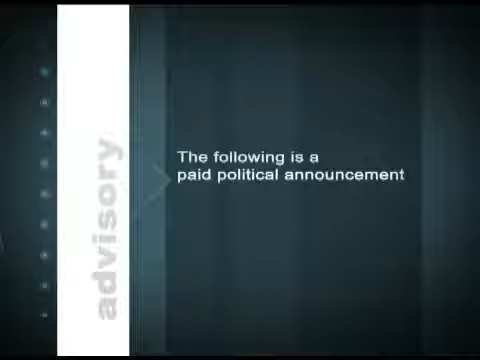 advisory
The following is a
paid political announcement